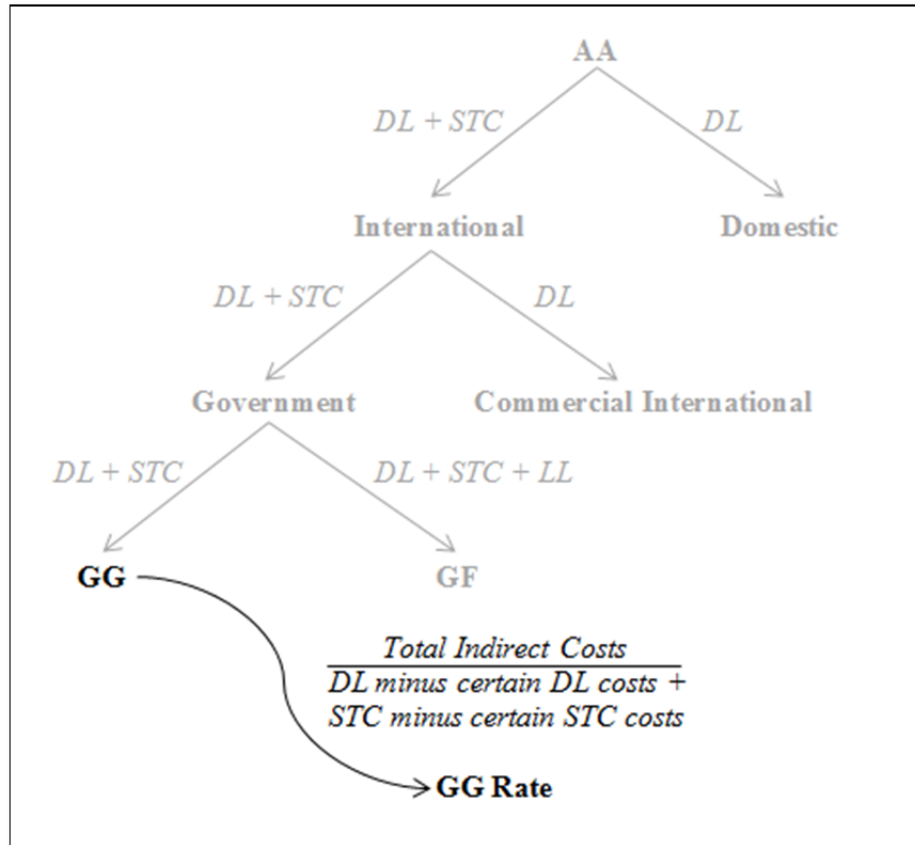 AA
DL + STC
DL
International
Domestic
DL + STC
DL
Government
Commercial International
DL + STC
DL + STC + LL
GG
GF
Total Indirect Costs
DL minus certain DL costs +
STC minus certain STC costs
GG Rate